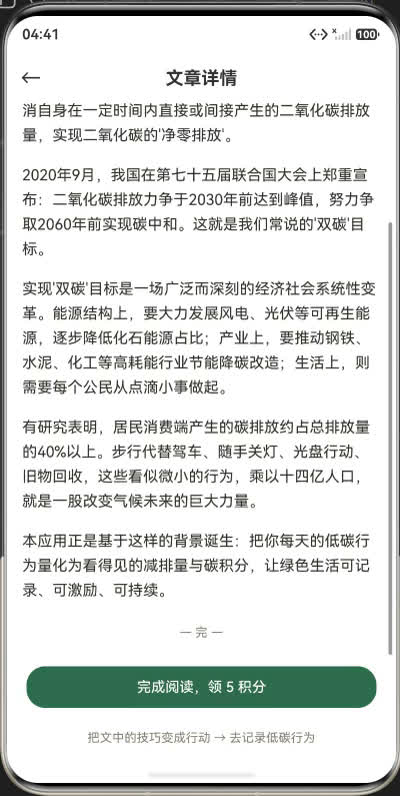 04:41
100
文章详情
消自身在一定时间内直接或间接产生的二氧化碳排放
量，实现二氧化碳的'净零排放'。
2020年9月，我国在第七十五届联合国大会上郑重宣
布：二氧化碳排放力争于2030年前达到峰值，努力争
取2060年前实现碳中和。这就是我们常说的'双碳'目
标。
实现'双碳'目标是一场广泛而深刻的经济社会系统性变
革。能源结构上，要大力发展风电、光伏等可再生能
源，逐步降低化石能源占比；产业上，要推动钢铁、
水泥、化工等高耗能行业节能降碳改造；生活上，则
需要每个公民从点滴小事做起。
有研究表明，居民消费端产生的碳排放约占总排放量
的40%以上。步行代替驾车、随手关灯、光盘行动、
旧物回收，这些看似微小的行为，乘以十四亿人口，
就是一股改变气候未来的巨大力量。
本应用正是基于这样的背景诞生：把你每天的低碳行
为量化为看得见的减排量与碳积分，让绿色生活可记
录、可激励、可持续。
— 完 —
完成阅读，领 5 积分
把文中的技巧变成行动 → 去记录低碳行为